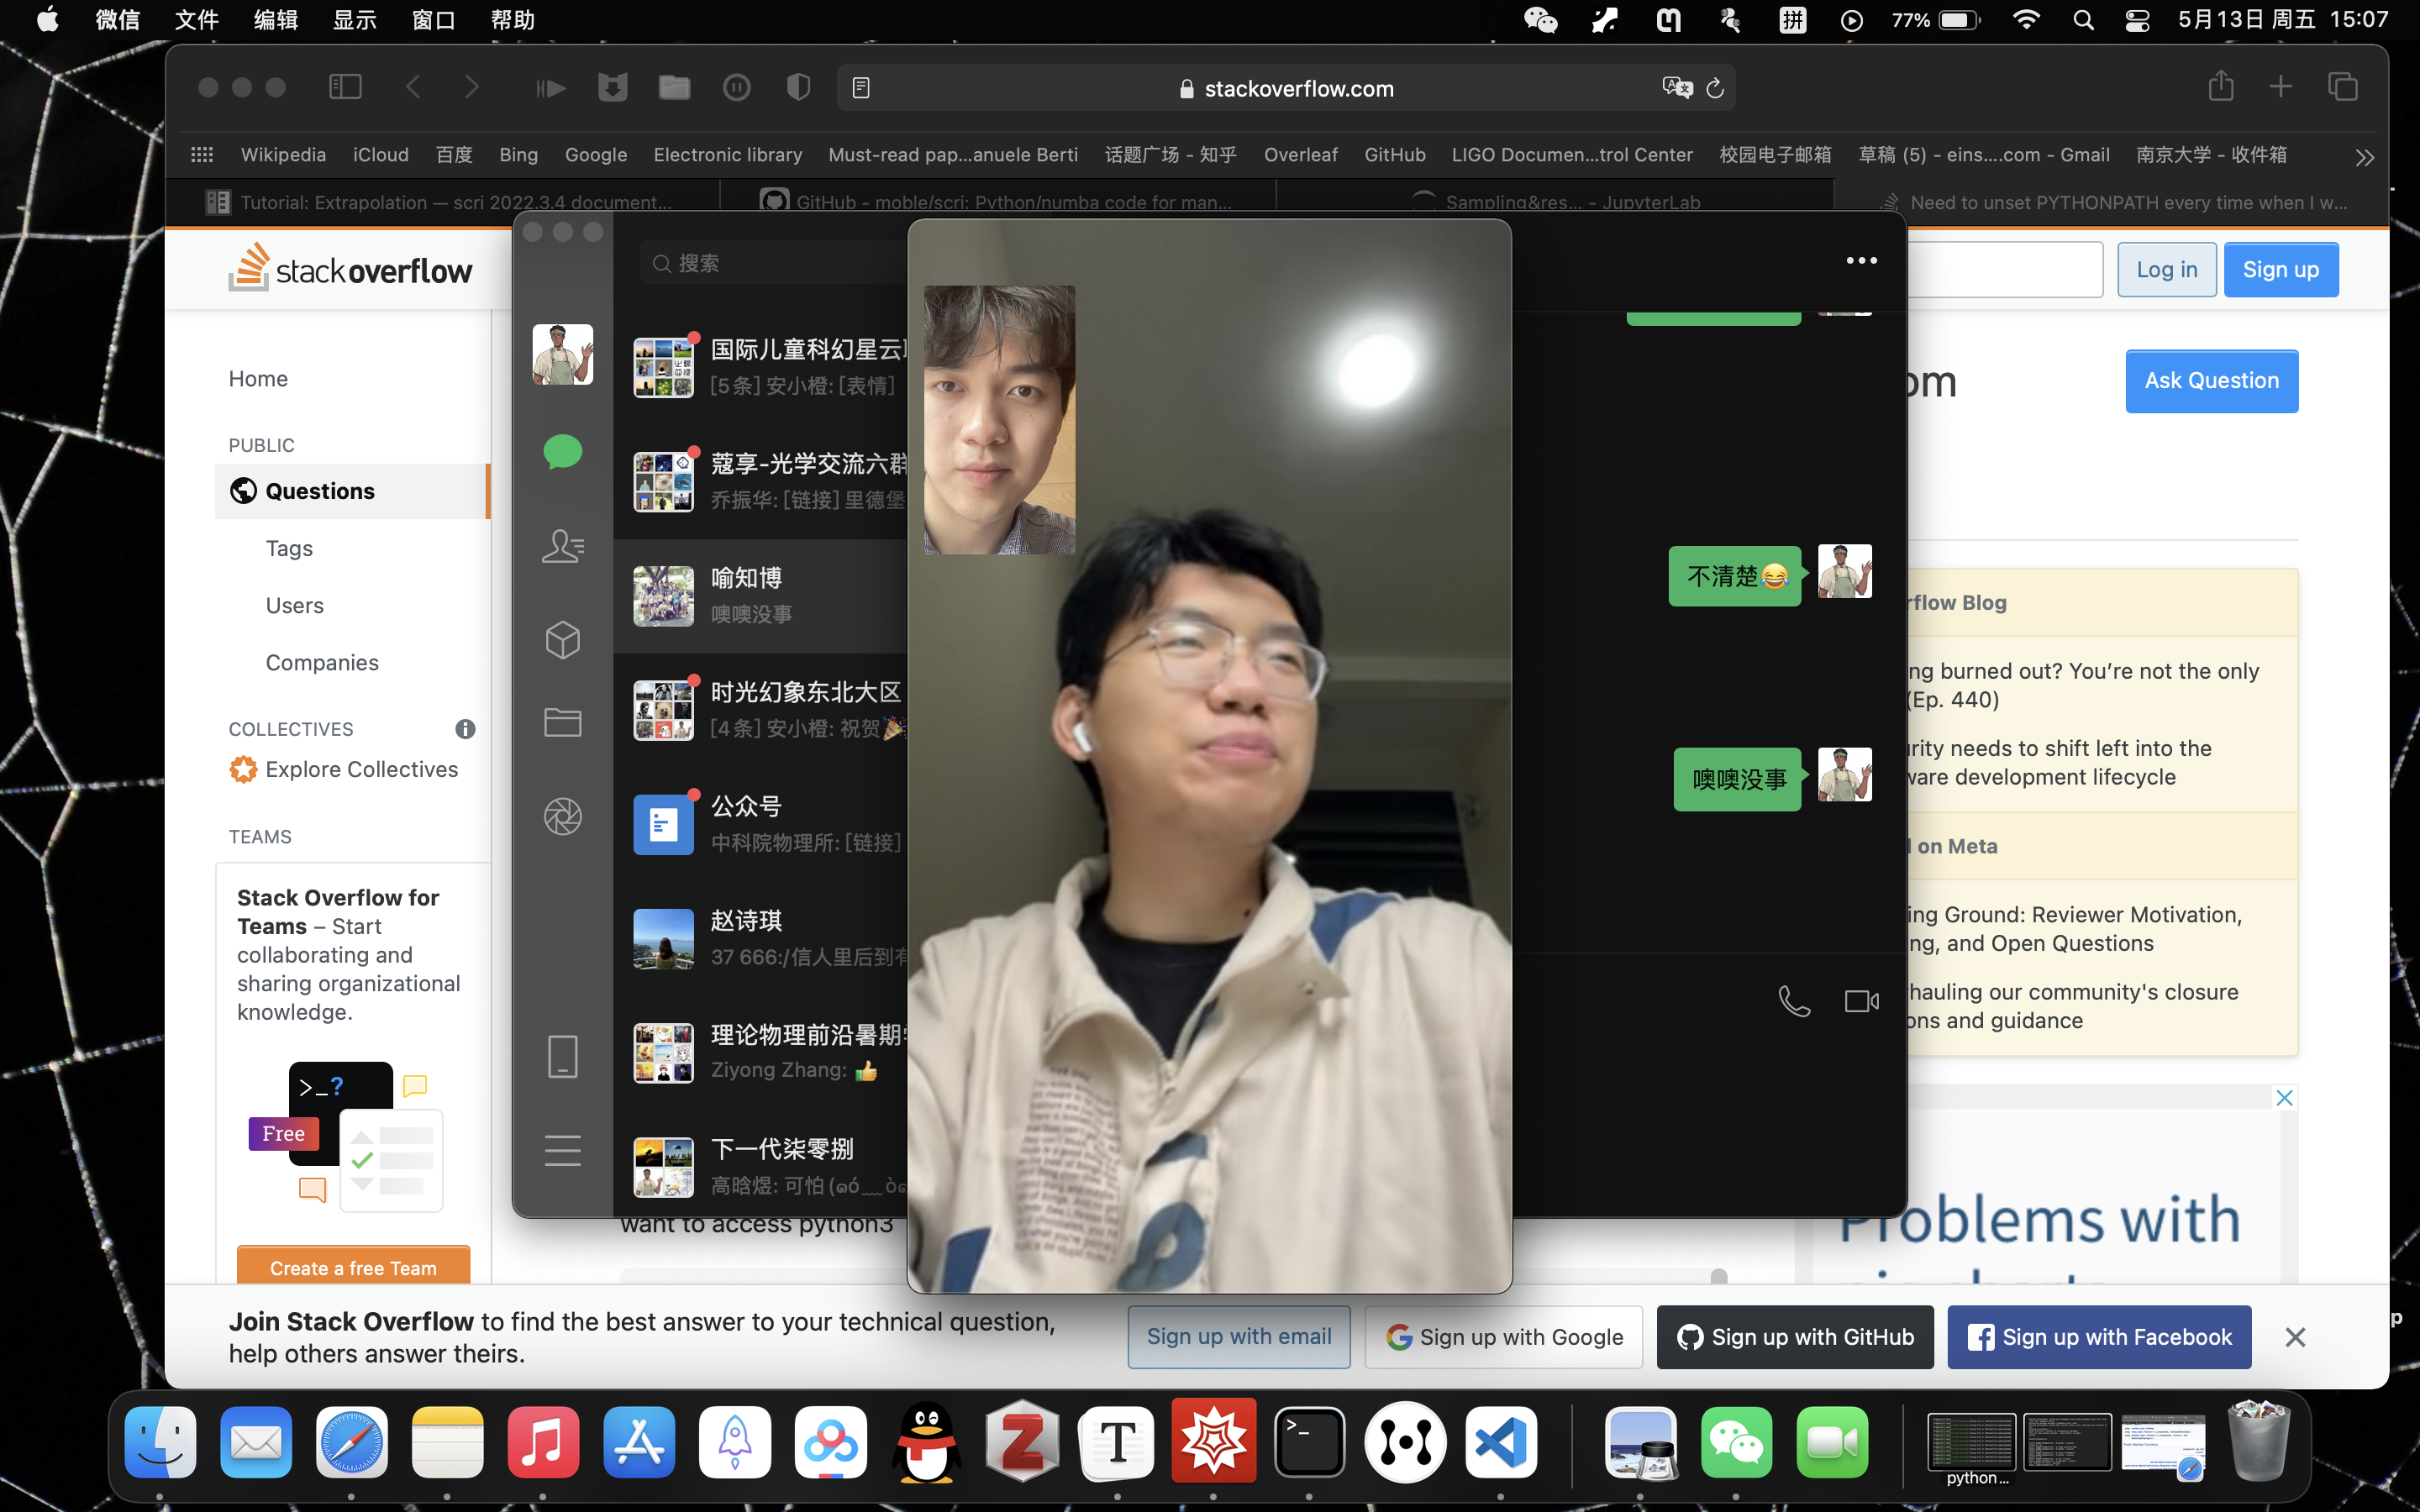 微信 文件 编辑 显示 窗口 帮助
拼 77% 5月13日 周五 15:07
stackoverflow.com
Wikipedia iCloud 百度 Bing Google Electronic library Must-read pap...anuele Berti 话题广场 - 知乎 Overleaf GitHub LIGO Documen...trol Center 校园电子邮箱 草稿 (5) - eins....com - Gmail 南京大学 - 收件箱
Tutorial: Extrapolation — scri 2022.3.4 document... GitHub - moble/scri: Python/numba code for man... Sampling&res... - JupyterLab Need to unset PYTHONPATH every time when I w...
stackoverflow
Log in Sign up
搜索
Home
PUBLIC
Questions
Tags
Users
Companies
COLLECTIVES
Explore Collectives
TEAMS
Stack Overflow for
Teams – Start
collaborating and
sharing organizational
knowledge.
>_?
Free
Create a free Team
国际儿童科幻星云
[5条] 安小橙: [表情]
蔻享-光学交流六群
乔振华: [链接] 里德堡
喻知博
噢噢没事
时光幻象东北大区
[4条] 安小橙: 祝贺🎉
公众号
中科院物理所: [链接]
赵诗琪
37 666:/信人里后到有
理论物理前沿暑期
Ziyong Zhang: 👍
下一代柒零捌
高晗煜: 可怕
want to access python3
不清楚😂
噢噢没事
om
Ask Question
rflow Blog
ng burned out? You’re not the only
(Ep. 440)
urity needs to shift left into the
ware development lifecycle
on Meta
ing Ground: Reviewer Motivation,
ng, and Open Questions
hauling our community's closure
ons and guidance
Problems with
Join Stack Overflow to find the best answer to your technical question,
help others answer theirs.
Sign up with email Sign up with Google Sign up with GitHub Sign up with Facebook
p
python...